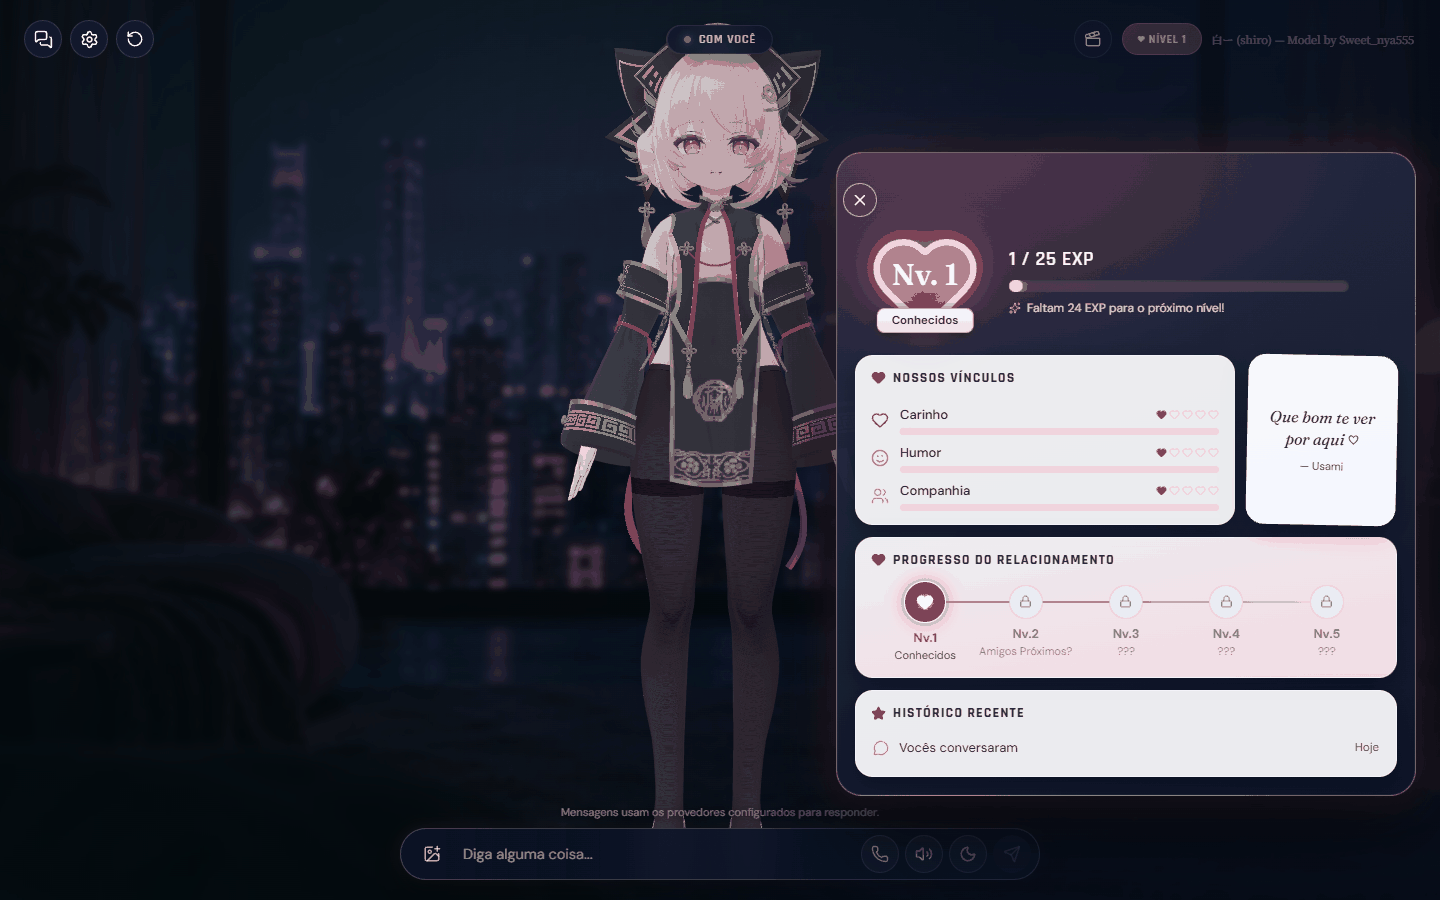 COM VOCÊ
NÍVEL 1
白一 (shiro) — Model by Sweet_nya555
Nv. 1
Conhecidos
1 / 25 EXP
Faltam 24 EXP para o próximo nível!
NOSSOS VÍNCULOS
Carinho
Humor
Companhia
Que bom te ver
por aqui ♡
— Usami
PROGRESSO DO RELACIONAMENTO
Nv.1
Conhecidos
Nv.2
Amigos Próximos?
Nv.3
???
Nv.4
???
Nv.5
???
HISTÓRICO RECENTE
Vocês conversaram
Hoje
Mensagens usam os provedores configurados para responder.
Diga alguma coisa...